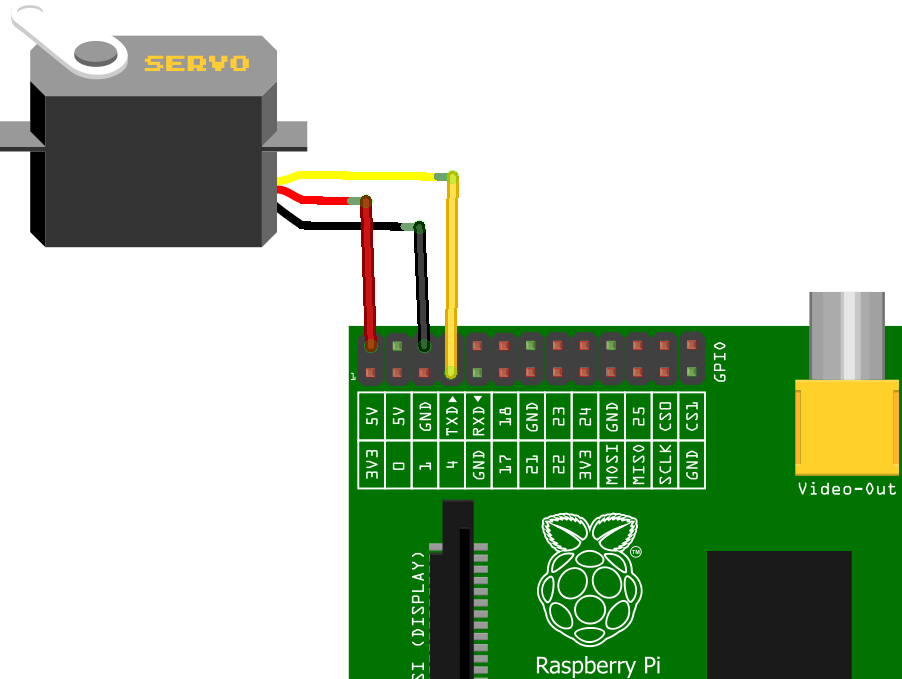 SERVO
1
GPIO
5V 5V GND TXD▲ RXD▼ 18 GND 23 24 GND 25 CS0 CS1
3V3 0 1 4 GND 17 21 22 3V3 MOSI MISO SCLK GND
Video-Out
SI (DISPLAY)
TM
Raspberry Pi